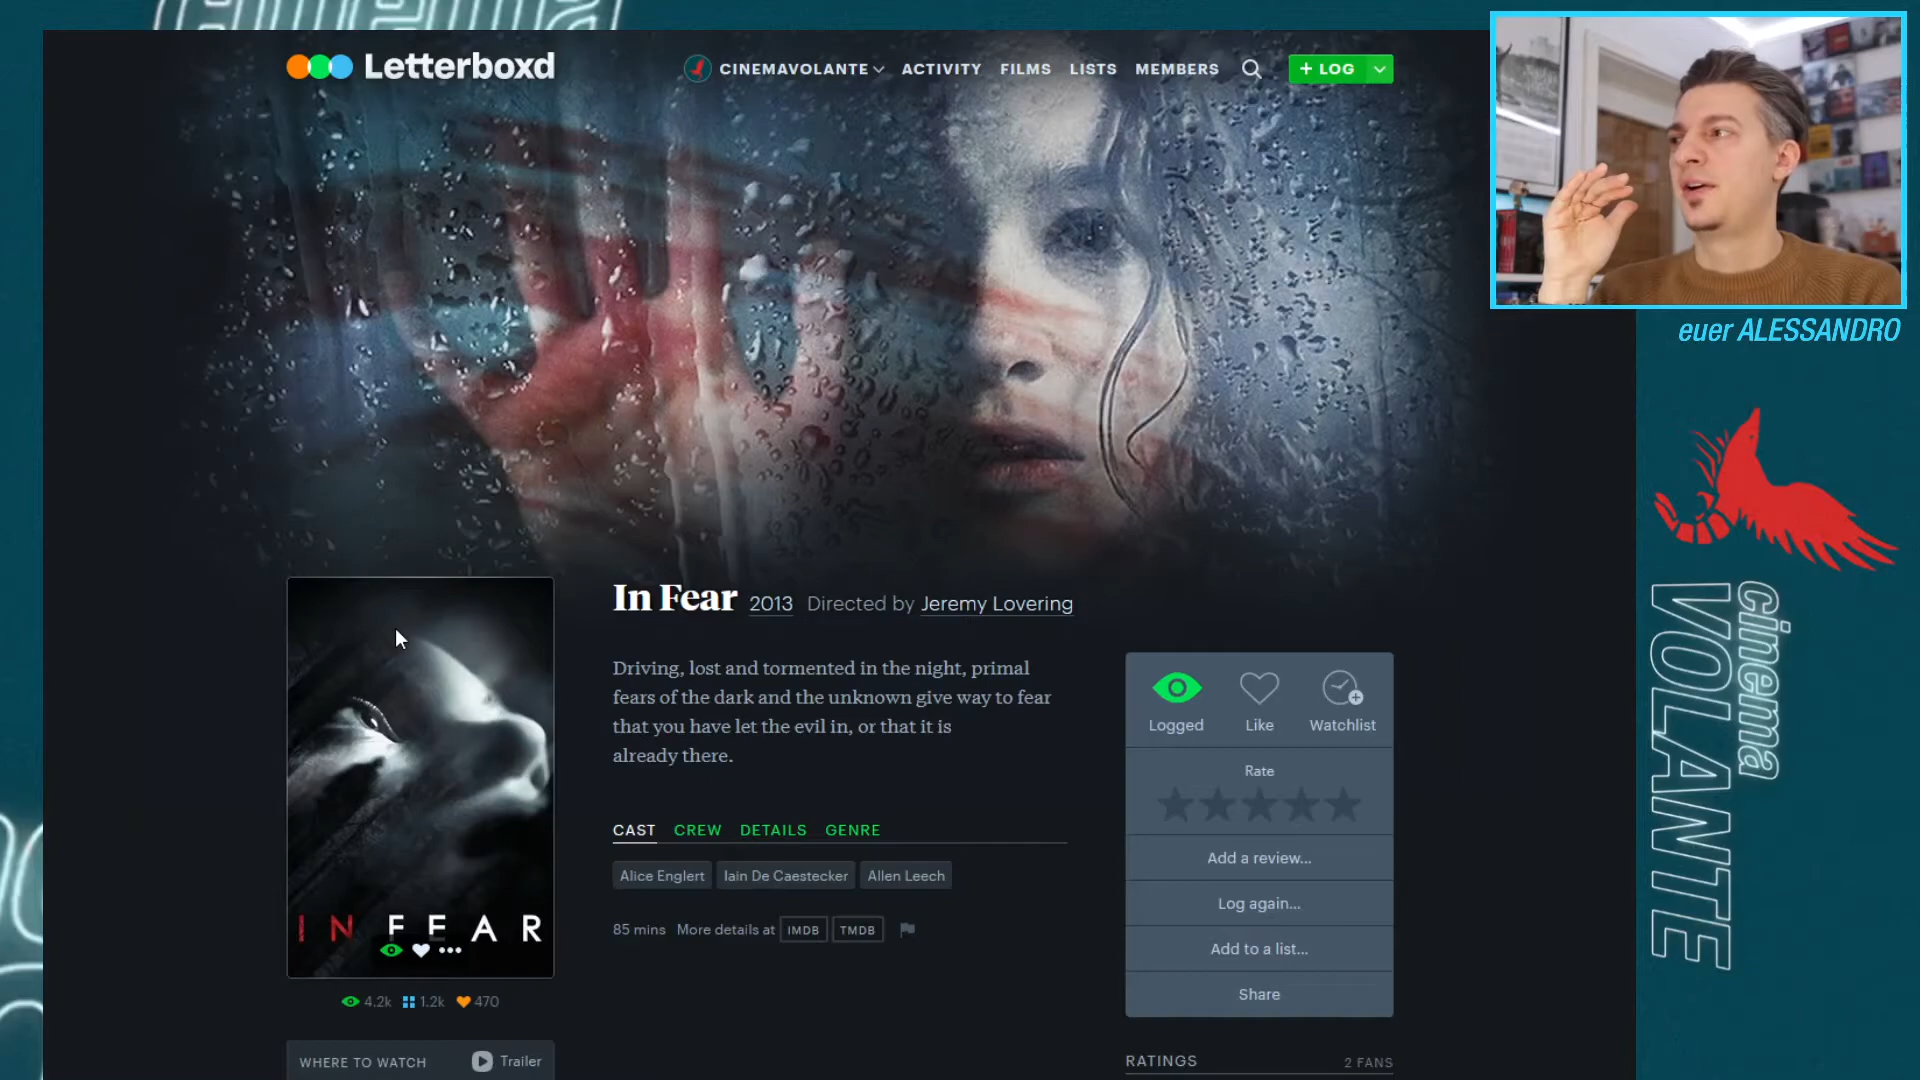 Letterboxd
CINEMAVOLANTE ACTIVITY FILMS LISTS MEMBERS + LOG
euer ALESSANDRO
In Fear 2013 Directed by Jeremy Lovering
Driving, lost and tormented in the night, primal
fears of the dark and the unknown give way to fear
that you have let the evil in, or that it is
already there.
CAST CREW DETAILS GENRE
Alice Englert Iain De Caestecker Allen Leech
85 mins More details at IMDB TMDB
IN FEAR
4.2k 1.2k 470
WHERE TO WATCH Trailer
Logged Like Watchlist
Rate
Add a review...
Log again...
Add to a list...
Share
RATINGS 2 FANS
cinema
VOLANTE